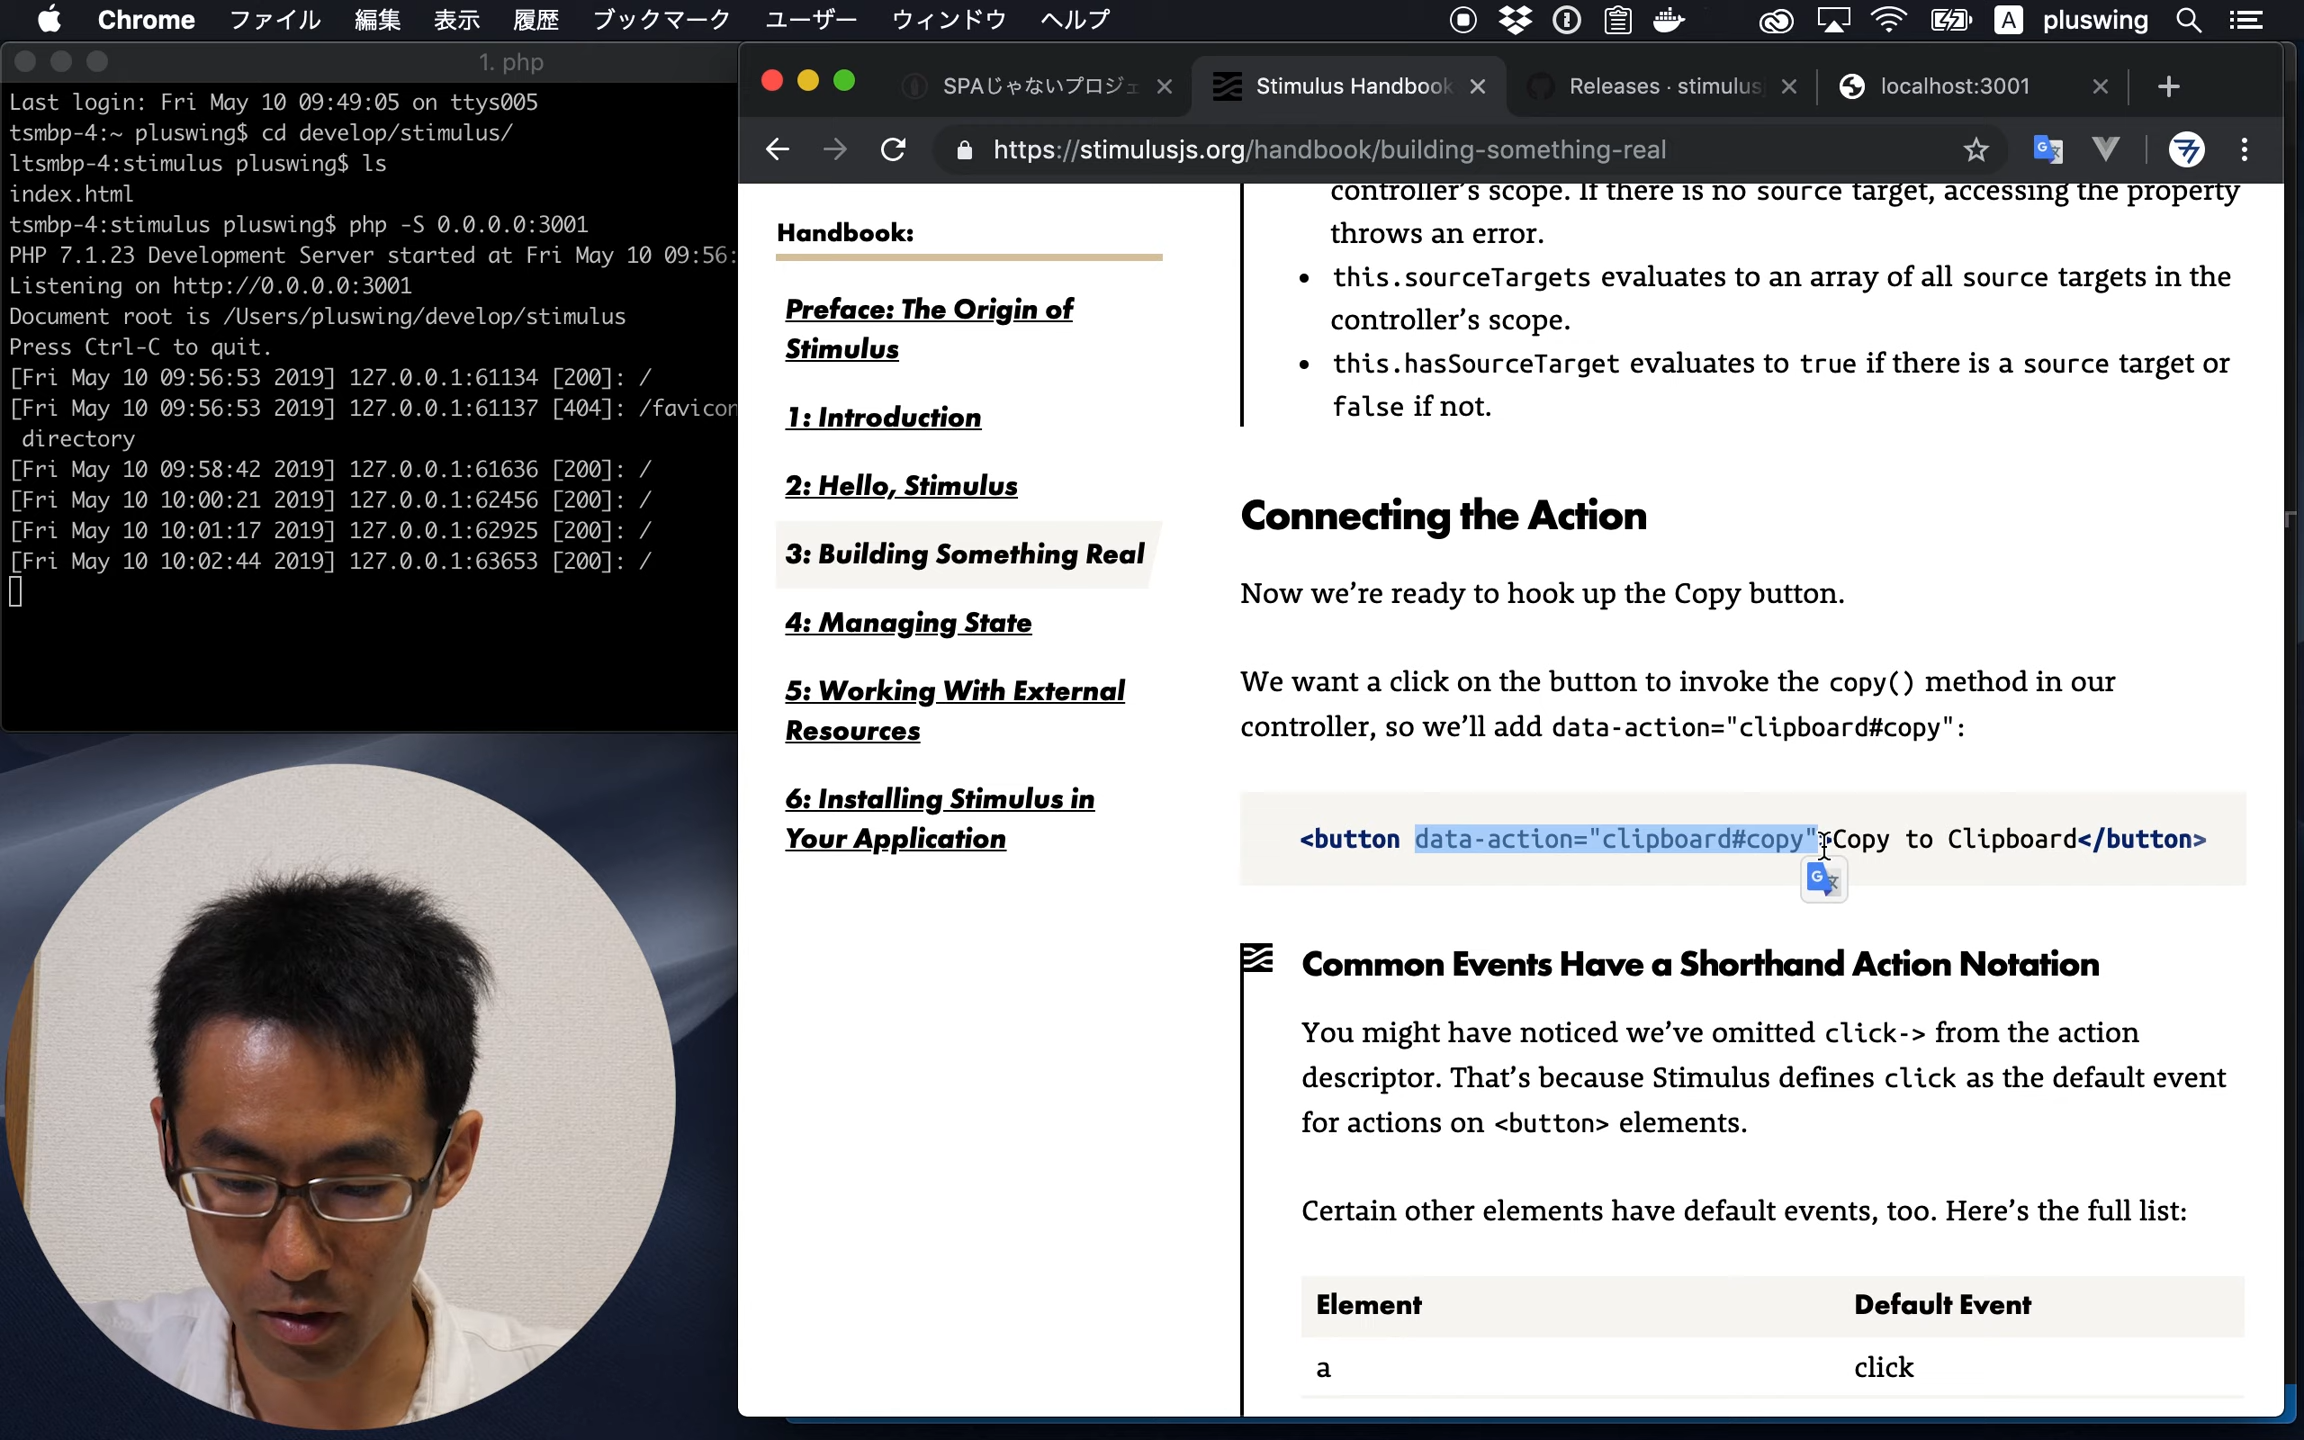 Chrome ファイル 編集 表示 履歴 ブックマーク ユーザー ウィンドウ ヘルプ A pluswing
1. php
Last login: Fri May 10 09:49:05 on ttys005
tsmbp-4:~ pluswing$ cd develop/stimulus/
ltsmbp-4:stimulus pluswing$ ls
index.html
tsmbp-4:stimulus pluswing$ php -S 0.0.0.0:3001
PHP 7.1.23 Development Server started at Fri May 10 09:56:
Listening on http://0.0.0.0:3001
Document root is /Users/pluswing/develop/stimulus
Press Ctrl-C to quit.
[Fri May 10 09:56:53 2019] 127.0.0.1:61134 [200]: /
[Fri May 10 09:56:53 2019] 127.0.0.1:61137 [404]: /favicon
directory
[Fri May 10 09:58:42 2019] 127.0.0.1:61636 [200]: /
[Fri May 10 10:00:21 2019] 127.0.0.1:62456 [200]: /
[Fri May 10 10:01:17 2019] 127.0.0.1:62925 [200]: /
[Fri May 10 10:02:44 2019] 127.0.0.1:63653 [200]: /
SPAじゃないプロジェ Stimulus Handbook Releases · stimulus localhost:3001
https://stimulusjs.org/handbook/building-something-real
Handbook:
Preface: The Origin of
Stimulus
1: Introduction
2: Hello, Stimulus
3: Building Something Real
4: Managing State
5: Working With External
Resources
6: Installing Stimulus in
Your Application
controller’s scope. If there is no source target, accessing the property
throws an error.
• this.sourceTargets evaluates to an array of all source targets in the
controller’s scope.
• this.hasSourceTarget evaluates to true if there is a source target or
false if not.
Connecting the Action
Now we’re ready to hook up the Copy button.
We want a click on the button to invoke the copy() method in our
controller, so we’ll add data-action="clipboard#copy":
<button data-action="clipboard#copy">Copy to Clipboard</button>
Common Events Have a Shorthand Action Notation
You might have noticed we’ve omitted click-> from the action
descriptor. That’s because Stimulus defines click as the default event
for actions on <button> elements.
Certain other elements have default events, too. Here’s the full list:
Element Default Event
a click